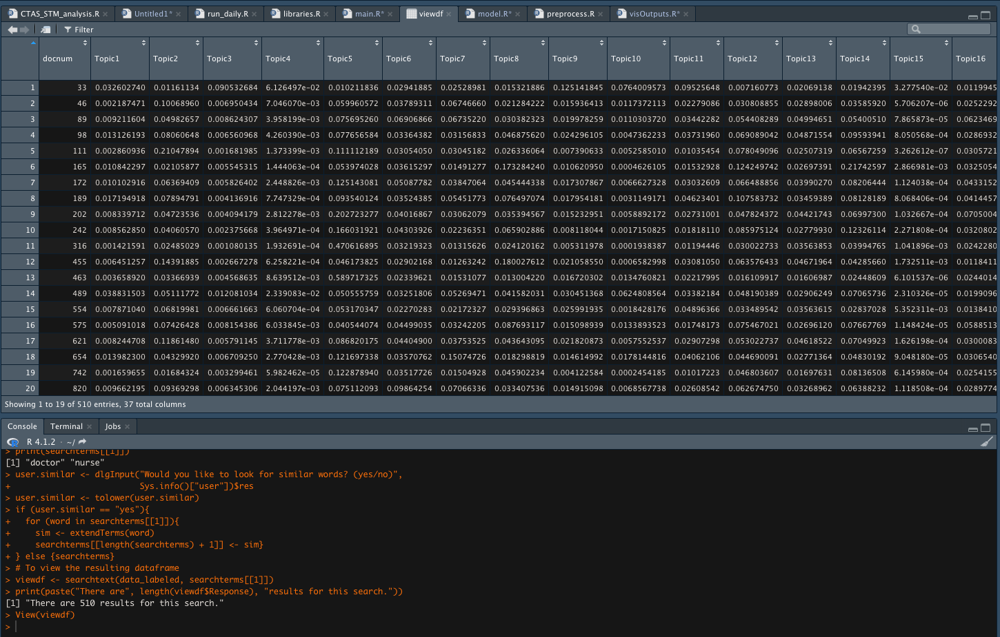 CTAS_STM_analysis.R Untitled1* run_daily.R libraries.R main.R* viewdf model.R* preprocess.R visOutputs.R*
Filter
docnum Topic1 Topic2 Topic3 Topic4 Topic5 Topic6 Topic7 Topic8 Topic9 Topic10 Topic11 Topic12 Topic13 Topic14 Topic15 Topic16
1 33 0.032602740 0.01161134 0.090532684 6.126497e-02 0.010211836 0.02941885 0.02528981 0.015321886 0.125141845 0.0764009573 0.09525648 0.007160773 0.02069138 0.01942395 3.277540e-02 0.0119945
2 46 0.002187471 0.10068960 0.006950434 7.046070e-03 0.059960572 0.03789311 0.06746660 0.021284222 0.015936413 0.0117372113 0.02279086 0.030808855 0.02898006 0.03585920 5.706207e-06 0.0252292
3 89 0.009211604 0.04982657 0.008624307 3.958199e-03 0.075695260 0.06906866 0.06735220 0.030382323 0.019978259 0.0110303720 0.03442282 0.054408289 0.04994651 0.05400510 7.865873e-05 0.0623469
4 98 0.013126193 0.08060648 0.006560968 4.260390e-03 0.077656584 0.03364382 0.03156833 0.046875620 0.024296105 0.0047362233 0.03731960 0.069089042 0.04871554 0.09593941 8.050568e-04 0.0286932
5 111 0.002860936 0.21047894 0.001681985 1.373399e-03 0.111112189 0.03054050 0.03045182 0.026336064 0.007390633 0.0052585010 0.01035454 0.078049096 0.02507319 0.06567259 3.262612e-07 0.0305721
6 165 0.010842297 0.02105877 0.005545315 1.444063e-04 0.053974028 0.03615297 0.01491277 0.173284240 0.010620950 0.0004626105 0.01532928 0.124249742 0.02697391 0.21742597 2.866981e-03 0.0325054
7 172 0.010102916 0.06369409 0.005826402 2.448826e-03 0.125143081 0.05087782 0.03847064 0.045444338 0.017307867 0.0066627328 0.03032609 0.066488856 0.03990270 0.08206444 1.124038e-04 0.0433152
8 189 0.017194918 0.07894791 0.004136916 7.747329e-04 0.093540124 0.03524385 0.05451773 0.076497074 0.017954181 0.0031149171 0.04623401 0.107583732 0.03459389 0.08128189 8.068406e-04 0.0414457
9 202 0.008339712 0.04723536 0.004094179 2.812278e-03 0.202723277 0.04016867 0.03062079 0.035394567 0.015232951 0.0058892172 0.02731001 0.047824372 0.04421743 0.06997300 1.032667e-04 0.0705004
10 242 0.008562850 0.04060570 0.002375668 3.964971e-04 0.166031921 0.04303926 0.02236351 0.065902886 0.008118044 0.0017150825 0.01818110 0.085975124 0.02779930 0.12326114 2.271808e-04 0.0320802
11 316 0.001421591 0.02485029 0.001080135 1.932691e-04 0.470616895 0.03219323 0.01315626 0.024120162 0.005311978 0.0001938387 0.01194446 0.030022733 0.03563853 0.03994765 1.041896e-03 0.0242280
12 455 0.006451257 0.14391885 0.002667278 6.258221e-04 0.046173825 0.02902168 0.01263242 0.180027612 0.021058550 0.0006582998 0.03081050 0.063576433 0.04671964 0.04285660 1.732511e-03 0.0118411
13 463 0.003658920 0.03366939 0.004568635 8.639512e-03 0.589717325 0.02339621 0.01531077 0.013004220 0.016720302 0.0134760821 0.02217995 0.016109917 0.01606987 0.02448609 6.101537e-06 0.0244014
14 489 0.038831503 0.05111772 0.012081034 2.339083e-02 0.050555759 0.03251806 0.05269471 0.041582031 0.030451368 0.0624808564 0.03382184 0.048190389 0.02906249 0.07065736 2.310326e-05 0.0199096
15 554 0.007871040 0.06819981 0.006661663 6.060704e-04 0.053170347 0.02270283 0.02172327 0.029396863 0.025991935 0.0018428176 0.04896366 0.033489542 0.03563615 0.02837028 5.352311e-03 0.0138410
16 575 0.005091018 0.07426428 0.008154386 6.033845e-03 0.040544074 0.04499035 0.03242205 0.087693117 0.015098939 0.0133893523 0.01748173 0.075467021 0.02696120 0.07667769 1.148424e-05 0.0588513
17 621 0.008244708 0.11861480 0.005791145 3.711778e-03 0.086820175 0.04404900 0.03753525 0.043643095 0.021820873 0.0057552537 0.02907298 0.053022737 0.04618522 0.07049923 1.626198e-04 0.0300083
18 654 0.013982300 0.04329920 0.006709250 2.770428e-03 0.121697338 0.03570762 0.15074726 0.018298819 0.014614992 0.0178144816 0.04062106 0.044690091 0.02771364 0.04830192 9.048180e-05 0.0306540
19 742 0.001659655 0.01684324 0.003299461 5.982462e-05 0.122878940 0.03517726 0.01504928 0.045902234 0.004122584 0.0002454185 0.01017223 0.046803607 0.01697631 0.08136508 6.145980e-04 0.0254155
20 820 0.009662195 0.09369298 0.006345306 2.044197e-03 0.075112093 0.09864254 0.07066336 0.033407536 0.014915098 0.0068567738 0.02608542 0.062674750 0.03268962 0.06388232 1.118508e-04 0.0289774
Showing 1 to 19 of 510 entries, 37 total columns
Console Terminal Jobs
R 4.1.2 · ~/
> print(searchterms[[1]])
[1] "doctor" "nurse"
> user.similar <- dlgInput("Would you like to look for similar words? (yes/no)",
+ Sys.info()["user"])$res
> user.similar <- tolower(user.similar)
> if (user.similar == "yes"){
+ for (word in searchterms[[1]]){
+ sim <- extendTerms(word)
+ searchterms[[length(searchterms) + 1]] <- sim}
+ } else {searchterms}
> # To view the resulting dataframe
> viewdf <- searchtext(data_labeled, searchterms[[1]])
> print(paste("There are", length(viewdf$Response), "results for this search."))
[1] "There are 510 results for this search."
> View(viewdf)
>